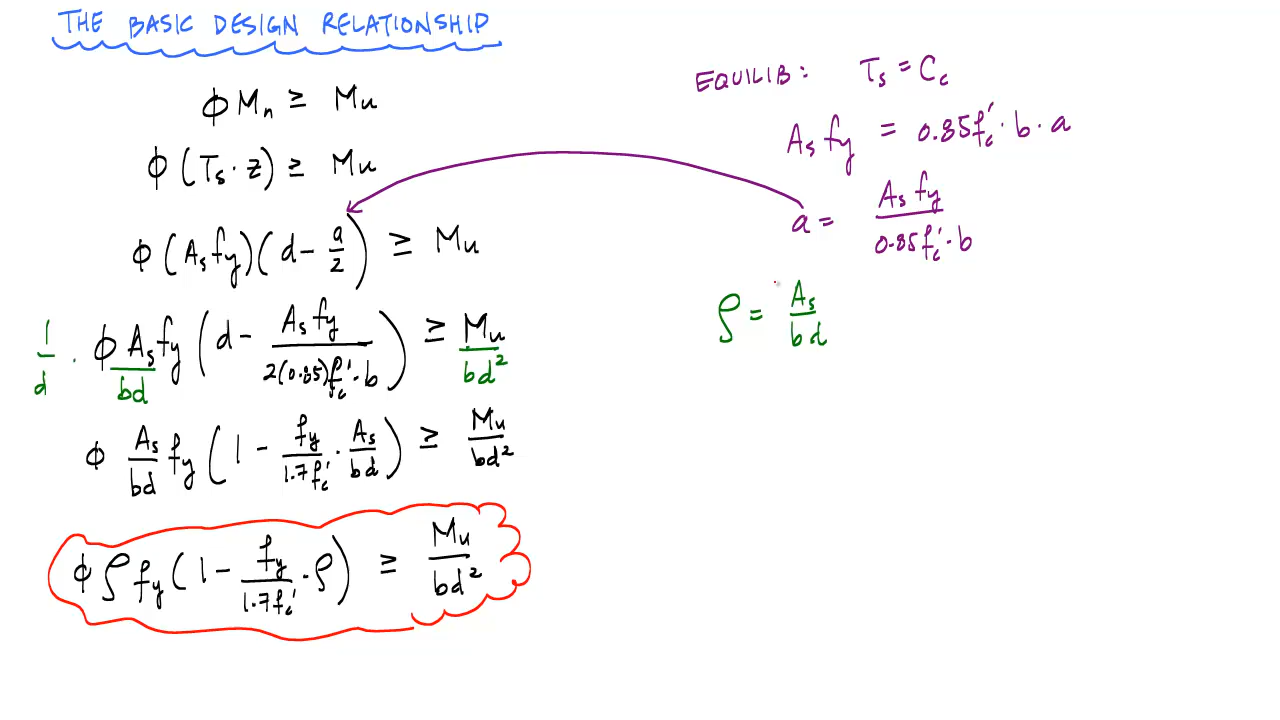 THE BASIC DESIGN RELATIONSHIP
ϕ Mn ≥ Mu
ϕ (Ts · z) ≥ Mu
ϕ (As fy)(d − a/2) ≥ Mu
1/d · ϕ As/bd fy (d − As fy / 2(0.85)f'c · b) ≥ Mu/bd²
ϕ As/bd fy (1 − fy/1.7f'c · As/bd) ≥ Mu/bd²
ϕ ρ fy (1 − fy/1.7f'c · ρ) ≥ Mu/bd²
EQUILIB: Ts = Cc
As fy = 0.85f'c · b · a
a = As fy / 0.85f'c · b
ρ = As/bd